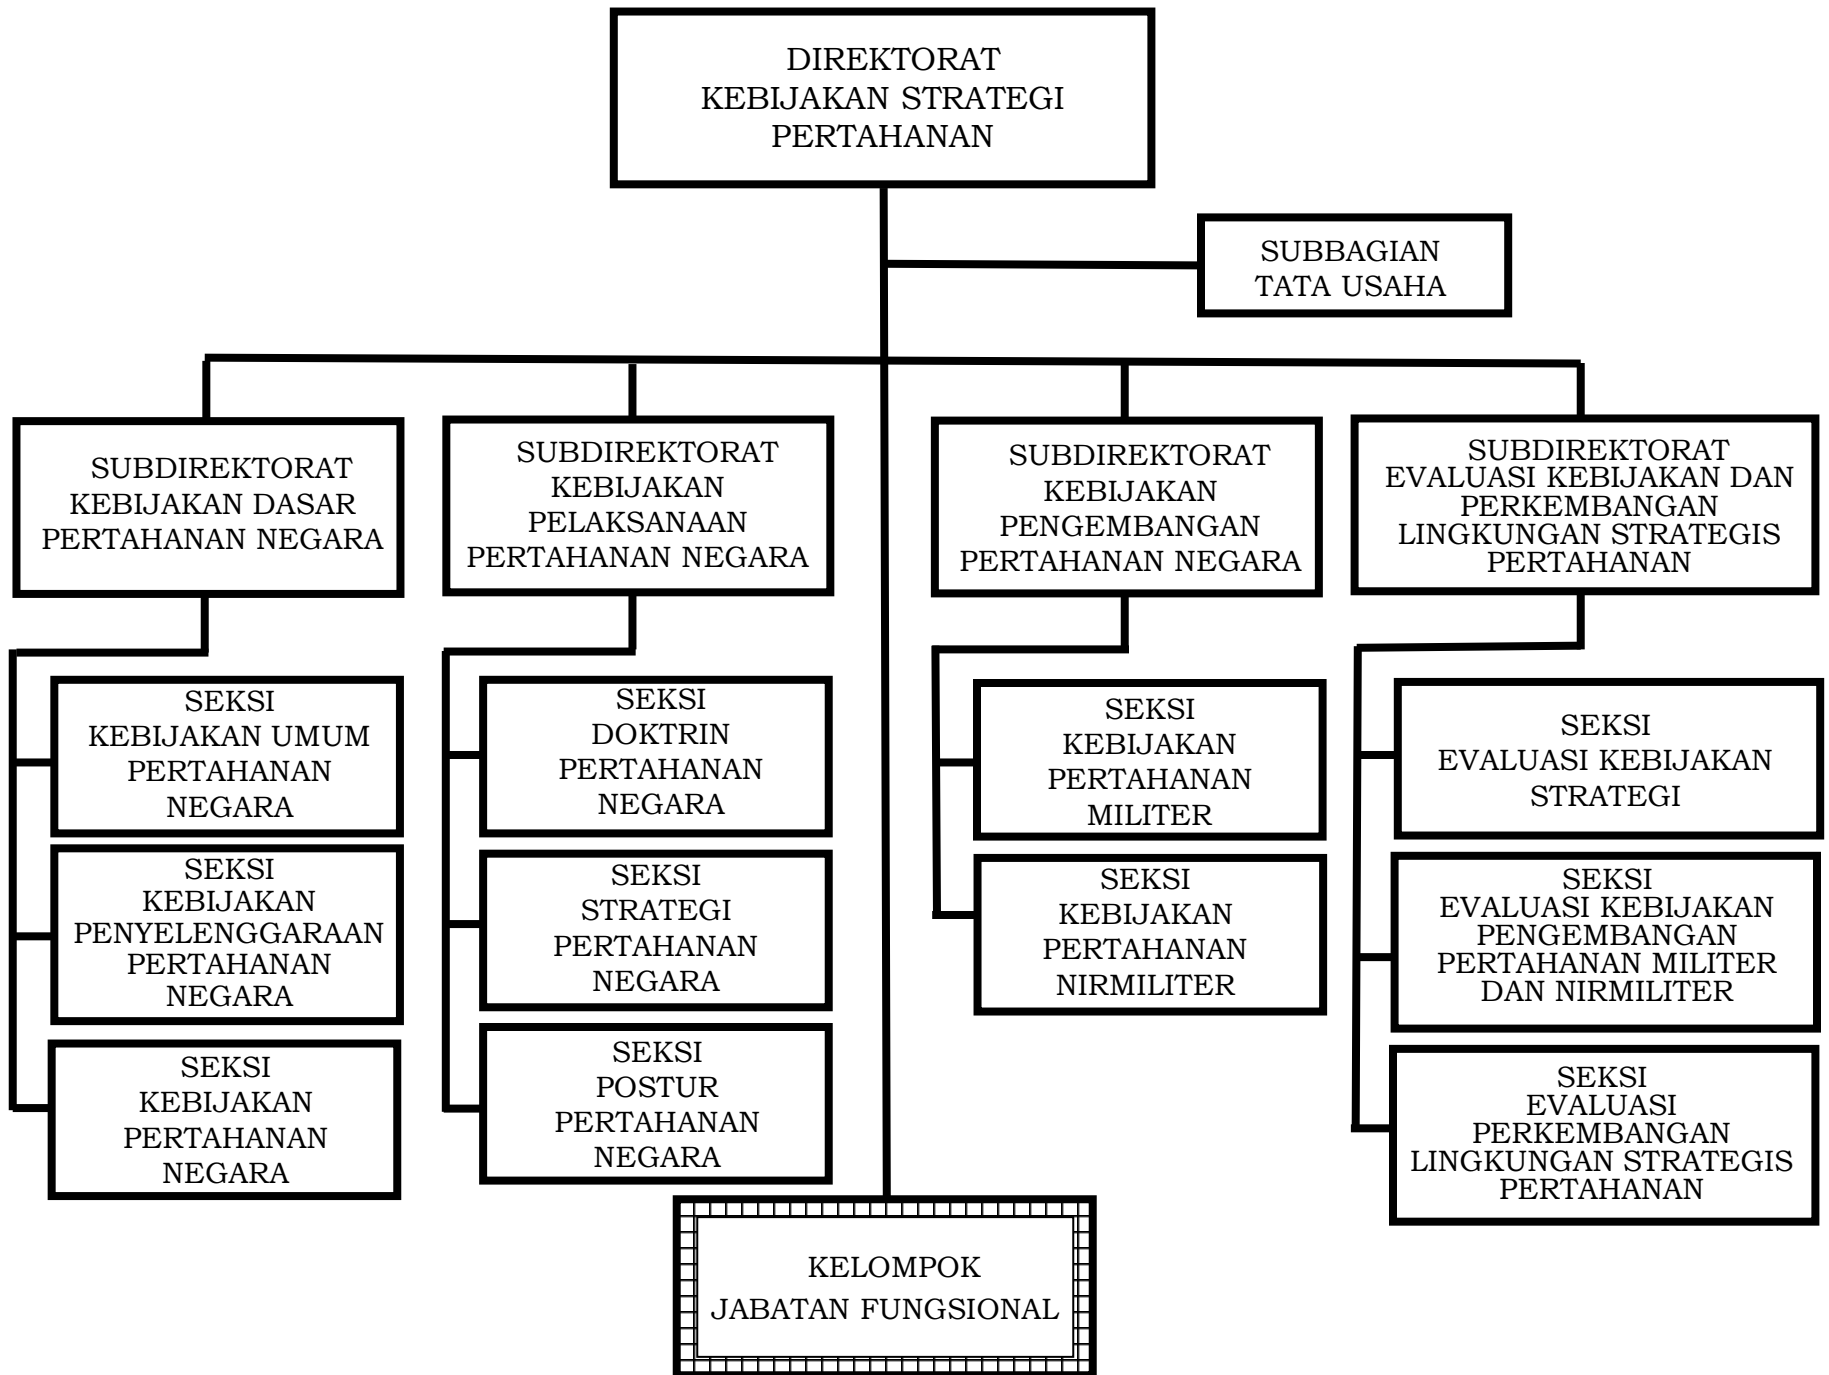 DIREKTORAT
KEBIJAKAN STRATEGI
PERTAHANAN
SUBBAGIAN
TATA USAHA
SUBDIREKTORAT
KEBIJAKAN DASAR
PERTAHANAN NEGARA
SUBDIREKTORAT
KEBIJAKAN
PELAKSANAAN
PERTAHANAN NEGARA
SUBDIREKTORAT
KEBIJAKAN
PENGEMBANGAN
PERTAHANAN NEGARA
SUBDIREKTORAT
EVALUASI KEBIJAKAN DAN
PERKEMBANGAN
LINGKUNGAN STRATEGIS
PERTAHANAN
SEKSI
KEBIJAKAN UMUM
PERTAHANAN
NEGARA
SEKSI
KEBIJAKAN
PENYELENGGARAAN
PERTAHANAN
NEGARA
SEKSI
KEBIJAKAN
PERTAHANAN
NEGARA
SEKSI
DOKTRIN
PERTAHANAN
NEGARA
SEKSI
STRATEGI
PERTAHANAN
NEGARA
SEKSI
POSTUR
PERTAHANAN
NEGARA
SEKSI
KEBIJAKAN
PERTAHANAN
MILITER
SEKSI
KEBIJAKAN
PERTAHANAN
NIRMILITER
SEKSI
EVALUASI KEBIJAKAN
STRATEGI
SEKSI
EVALUASI KEBIJAKAN
PENGEMBANGAN
PERTAHANAN MILITER
DAN NIRMILITER
SEKSI
EVALUASI
PERKEMBANGAN
LINGKUNGAN STRATEGIS
PERTAHANAN
KELOMPOK
JABATAN FUNGSIONAL